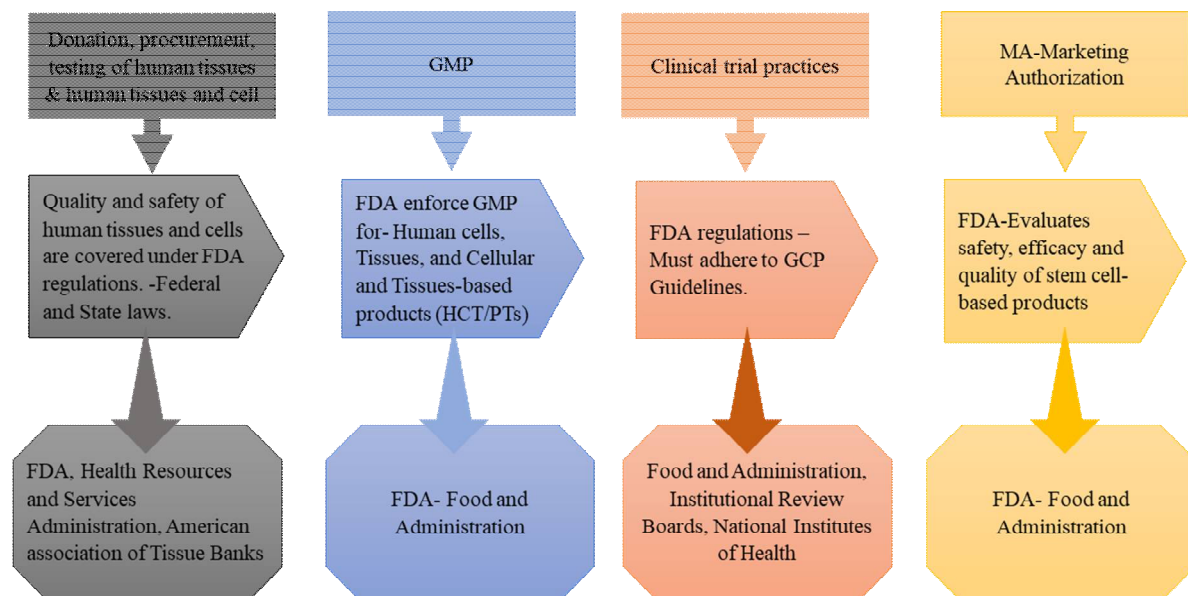 Donation, procurement,
testing of human tissues
& human tissues and cell
GMP
Clinical trial practices
MA-Marketing
Authorization
Quality and safety of
human tissues and cells
are covered under FDA
regulations. -Federal
and State laws.
FDA enforce GMP
for- Human cells,
Tissues, and Cellular
and Tissues-based
products (HCT/PTs)
FDA regulations –
Must adhere to GCP
Guidelines.
FDA-Evaluates
safety, efficacy and
quality of stem cell-
based products
FDA, Health Resources
and Services
Administration, American
association of Tissue Banks
FDA- Food and
Administration
Food and Administration,
Institutional Review
Boards, National Institutes
of Health
FDA- Food and
Administration